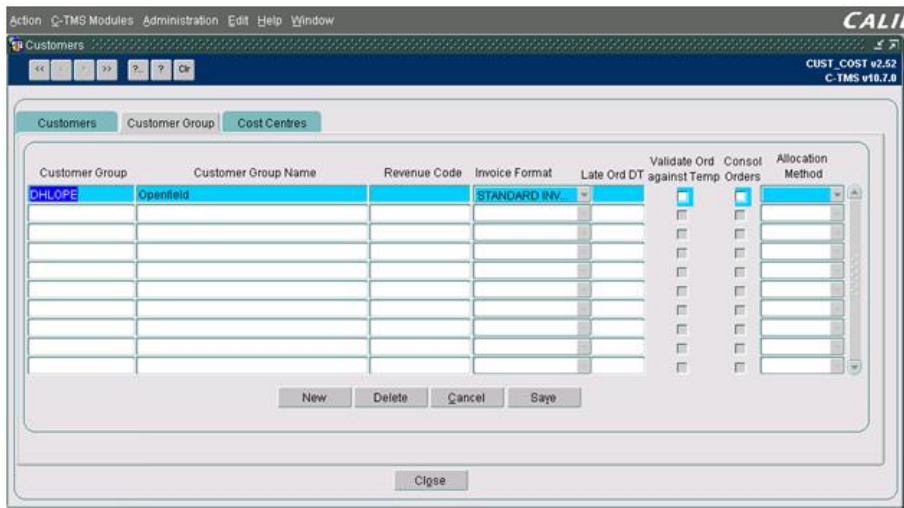 Action C-TMS Modules Administration Edit Help Window
CALI
Customers
<< < > >> ?.. ? Clr
CUST_COST v2.52
C-TMS v10.7.0
Customers Customer Group Cost Centres
Customer Group Customer Group Name Revenue Code Invoice Format Late Ord DT Validate Ord against Temp Consol Orders Allocation Method
DHLOPE Openfield STANDARD INV...
New Delete Cancel Save
Close